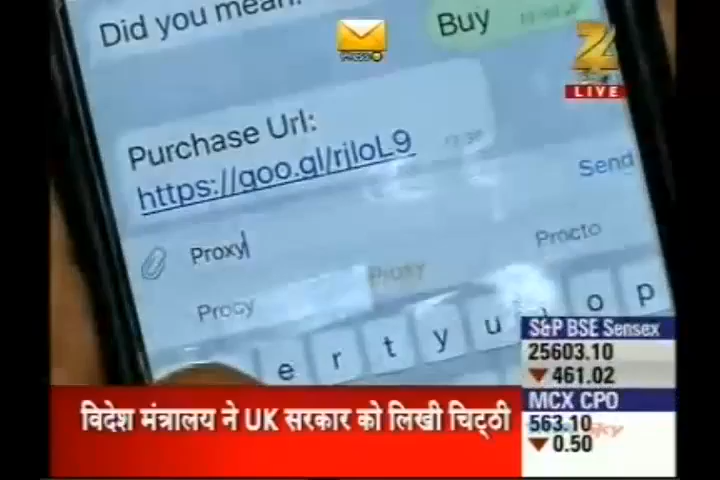 Did you mean:
Buy
Purchase Url:
https://goo.gl/rjloL9
Send
Proxy
Procy
Proxy
Procto
e r t y u i o p
LIVE
S&P BSE Sensex
25603.10
▼ 461.02
MCX CPO
563.10
▼ 0.50
विदेश मंत्रालय ने UK सरकार को लिखी चिट्ठी